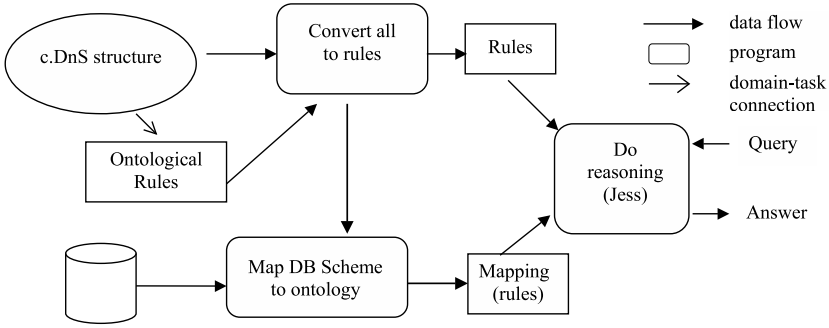 c.DnS structure
Convert all
to rules
Rules
data flow
program
domain-task
connection
Ontological
Rules
Do
reasoning
(Jess)
Query
Answer
Map DB Scheme
to ontology
Mapping
(rules)